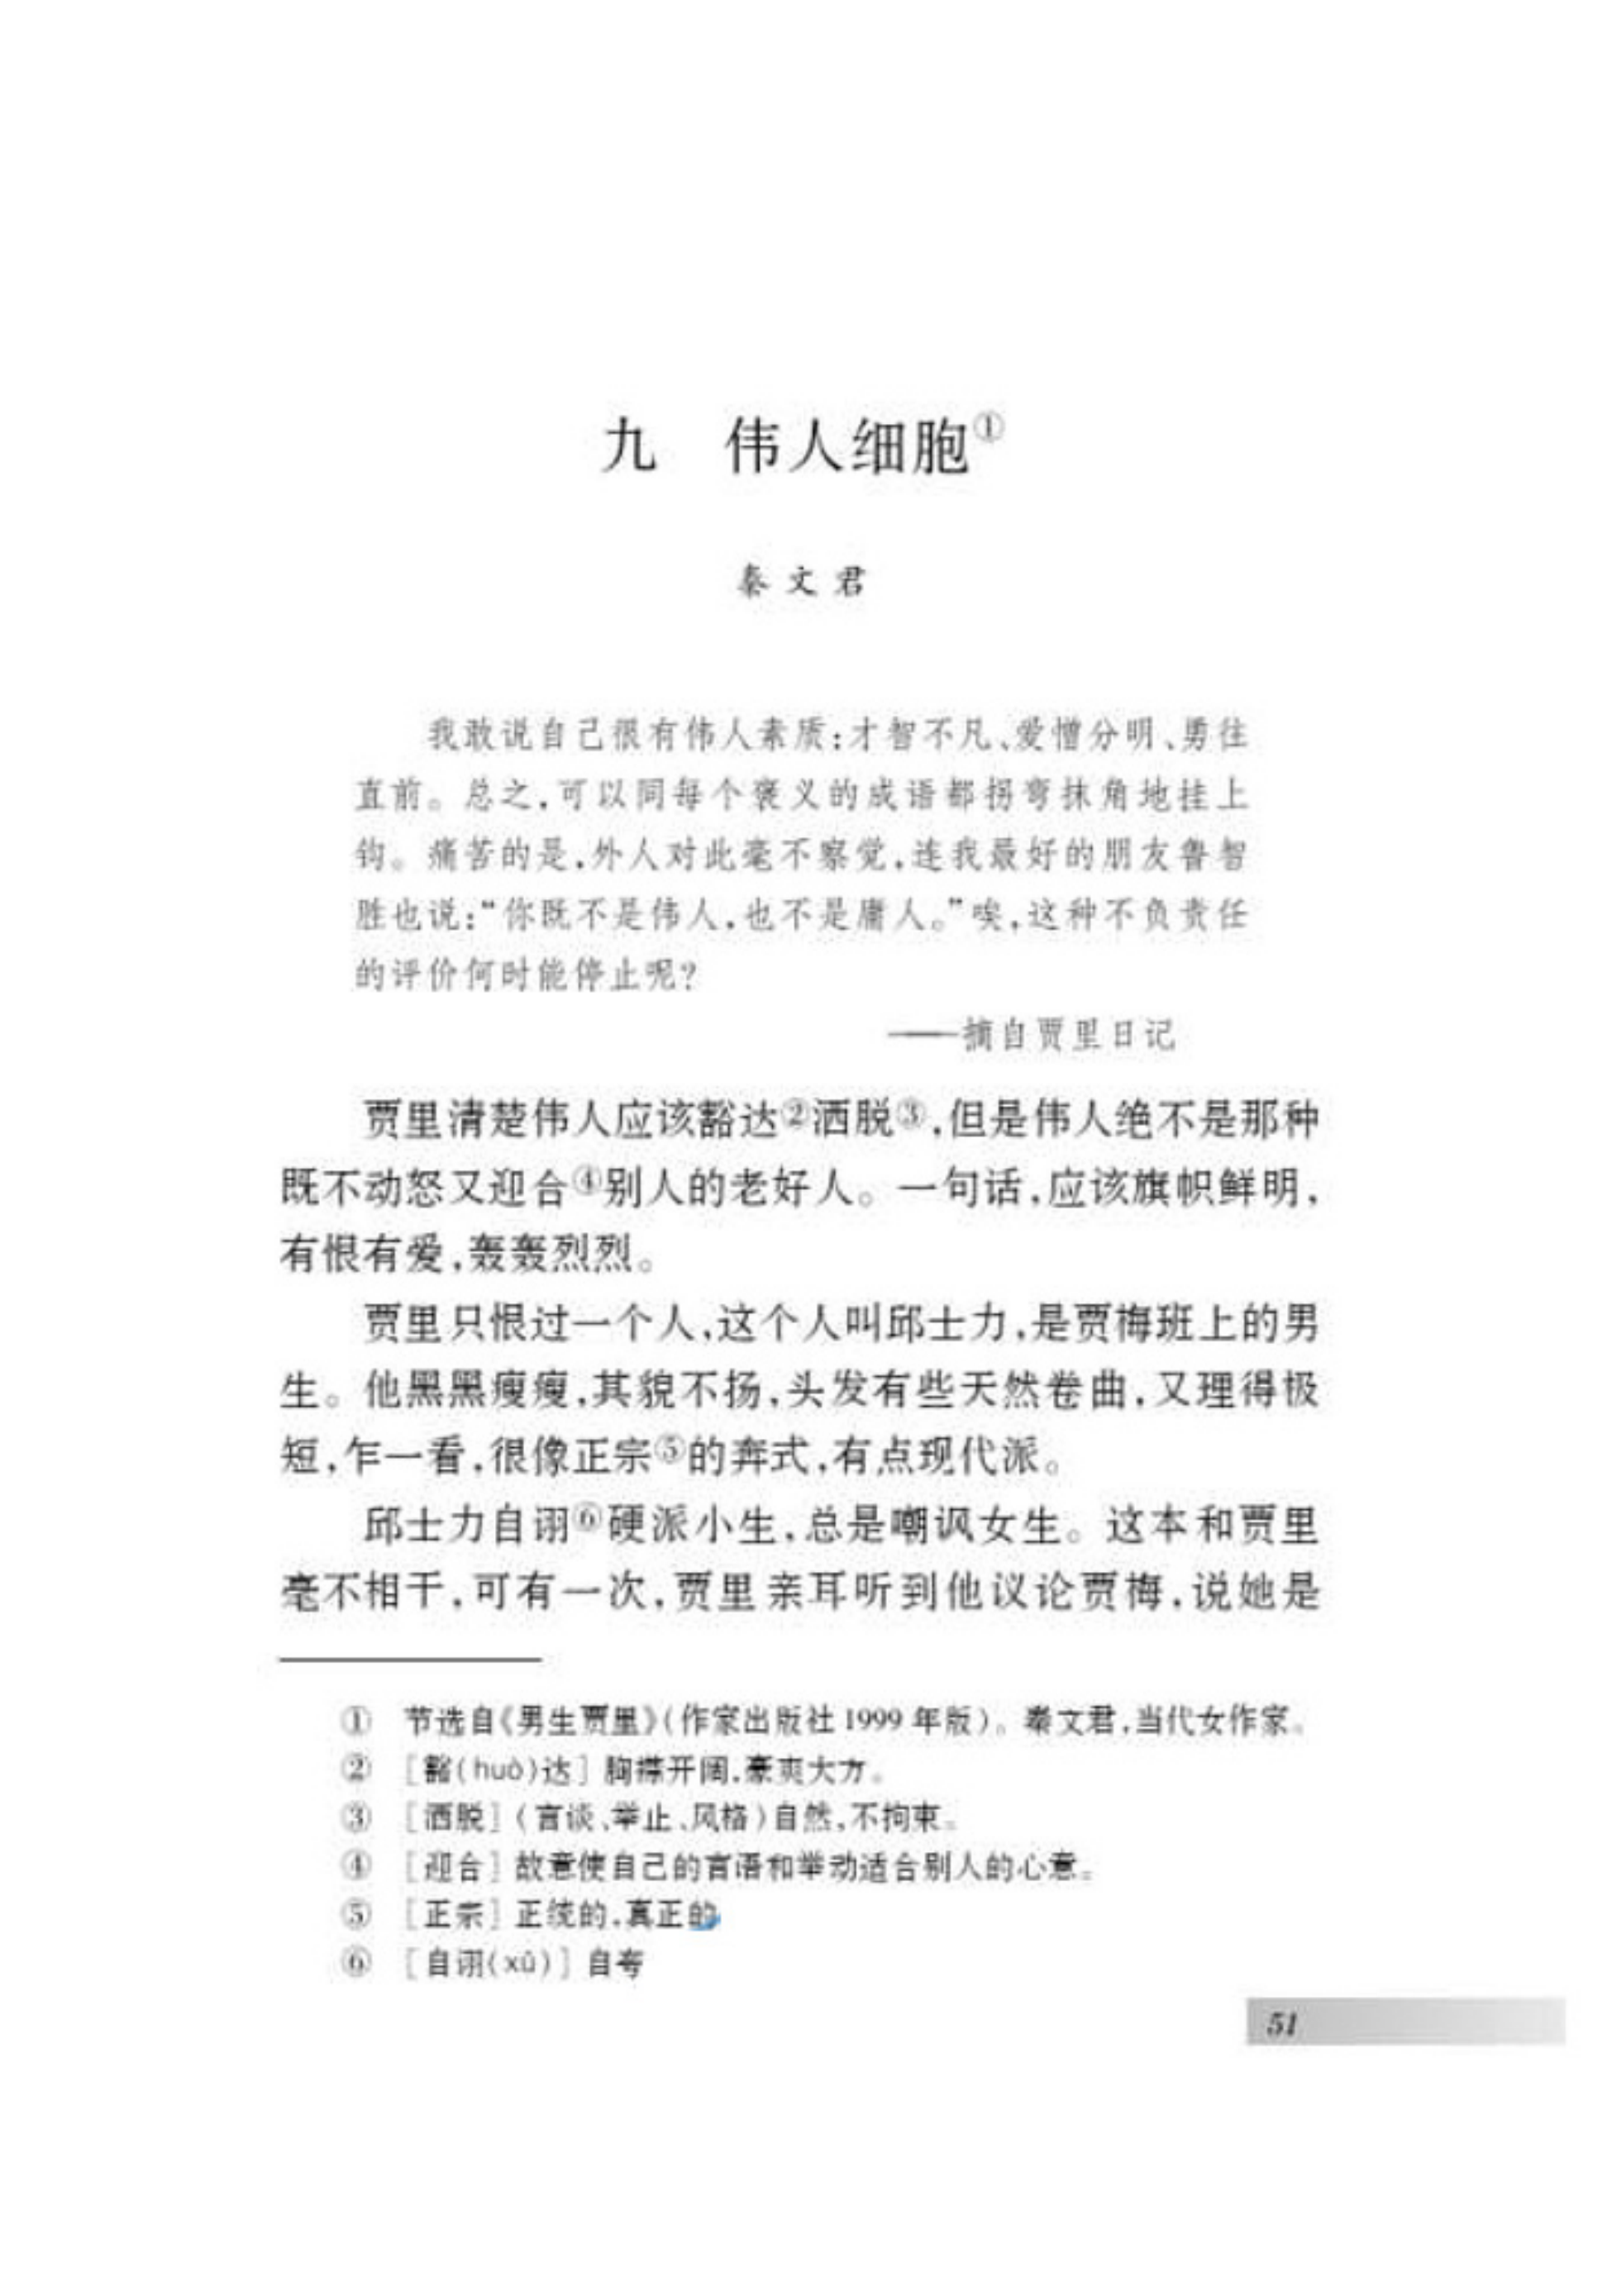 九　伟人细胞①
秦文君
我敢说自己很有伟人素质：才智不凡、爱憎分明、勇往
直前。总之，可以同每个褒义的成语都拐弯抹角地挂上
钩。痛苦的是，外人对此毫不察觉，连我最好的朋友鲁智
胜也说：“你既不是伟人，也不是庸人。”唉，这种不负责任
的评价何时能停止呢？
——摘自贾里日记
贾里清楚伟人应该豁达②洒脱③，但是伟人绝不是那种
既不动怒又迎合④别人的老好人。一句话，应该旗帜鲜明，
有恨有爱，轰轰烈烈。
贾里只恨过一个人，这个人叫邱士力，是贾梅班上的男
生。他黑黑瘦瘦，其貌不扬，头发有些天然卷曲，又理得极
短，乍一看，很像正宗⑤的奔式，有点现代派。
邱士力自诩⑥硬派小生，总是嘲讽女生。这本和贾里
毫不相干，可有一次，贾里亲耳听到他议论贾梅，说她是
①　节选自《男生贾里》（作家出版社1999年版）。秦文君，当代女作家。
②　［豁(huò)达］胸襟开阔，豪爽大方。
③　［洒脱］（言谈、举止、风格）自然，不拘束。
④　［迎合］故意使自己的言语和举动适合别人的心意。
⑤　［正宗］正统的，真正的
⑥　［自诩(xǔ)］自夸
51